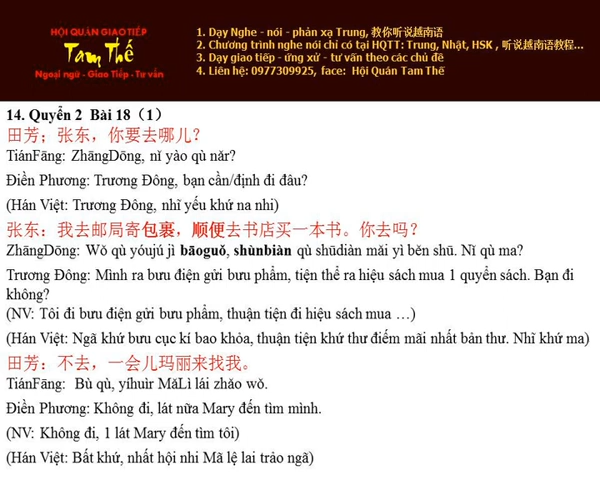 HỘI QUÁN GIAO TIẾP
Tam Thế
Ngoại ngữ - Giao Tiếp - Tư vấn
1. Dạy Nghe - nói - phản xạ Trung, 教你听说越南语
2. Chương trình nghe nói chỉ có tại HQTT: Trung, Nhật, HSK , 听说越南语教程...
3. Dạy giao tiếp - ứng xử - tư vấn theo các chủ đề
4. Liên hệ: 0977309925, face: Hội Quán Tam Thế
14. Quyển 2 Bài 18（1）
田芳；张东，你要去哪儿？
TiánFāng: ZhāngDōng, nǐ yào qù nǎr?
Điền Phương: Trương Đông, bạn cần/định đi đâu?
(Hán Việt: Trương Đông, nhĩ yếu khứ na nhi)
张东：我去邮局寄包裹，顺便去书店买一本书。你去吗？
ZhāngDōng: Wǒ qù yóujú jì bāoguǒ, shùnbiàn qù shūdiàn mǎi yì běn shū. Nǐ qù ma?
Trương Đông: Mình ra bưu điện gửi bưu phẩm, tiện thể ra hiệu sách mua 1 quyển sách. Bạn đi
không?
(NV: Tôi đi bưu điện gửi bưu phẩm, thuận tiện đi hiệu sách mua …)
(Hán Việt: Ngã khứ bưu cục kí bao khỏa, thuận tiện khứ thư điếm mãi nhất bản thư. Nhĩ khứ ma)
田芳：不去，一会儿玛丽来找我。
TiánFāng: Bù qù, yíhuìr MǎLì lái zhǎo wǒ.
Điền Phương: Không đi, lát nữa Mary đến tìm mình.
(NV: Không đi, 1 lát Mary đến tìm tôi)
(Hán Việt: Bất khứ, nhất hội nhi Mã lệ lai trảo ngã)